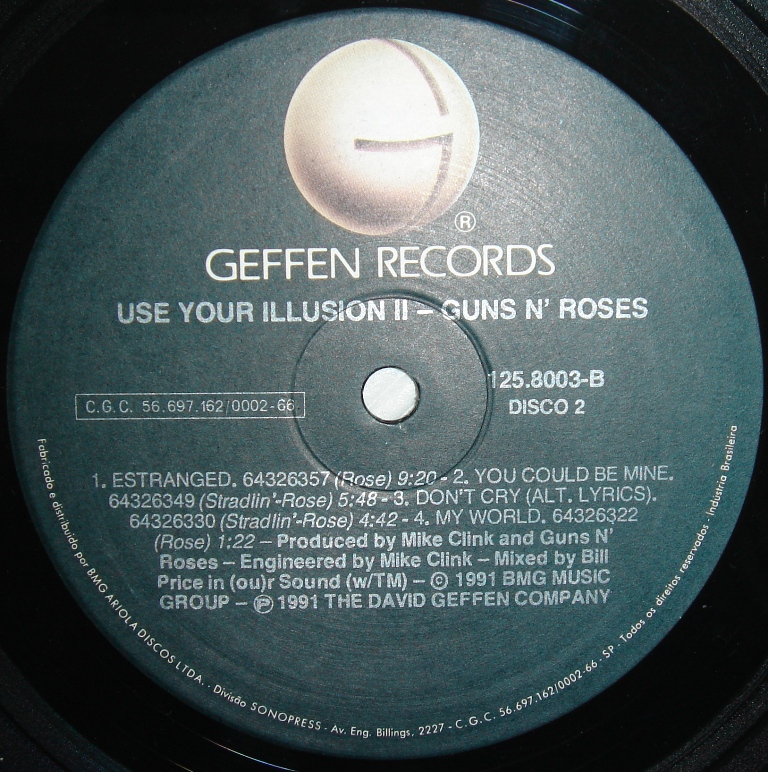 ®
GEFFEN RECORDS
USE YOUR ILLUSION II – GUNS N' ROSES
125.8003-B
DISCO 2
C.G.C. 56.697.162/0002-66
1. ESTRANGED. 64326357 (Rose) 9:20 - 2. YOU COULD BE MINE.
64326349 (Stradlin'-Rose) 5:48 - 3. DON'T CRY (ALT. LYRICS).
64326330 (Stradlin'-Rose) 4:42 - 4. MY WORLD. 64326322
(Rose) 1:22 – Produced by Mike Clink and Guns N'
Roses – Engineered by Mike Clink – Mixed by Bill
Price in (ou)r Sound (w/TM) – © 1991 BMG MUSIC
GROUP – ℗ 1991 THE DAVID GEFFEN COMPANY
Fabricado e distribuído por BMG ARIOLA DISCOS LTDA. · Divisão SONOPRESS - Av. Eng. Billings, 2227 - C.G.C. 56.697.162/0002-66 · SP · Todos os direitos reservados · Indústria Brasileira